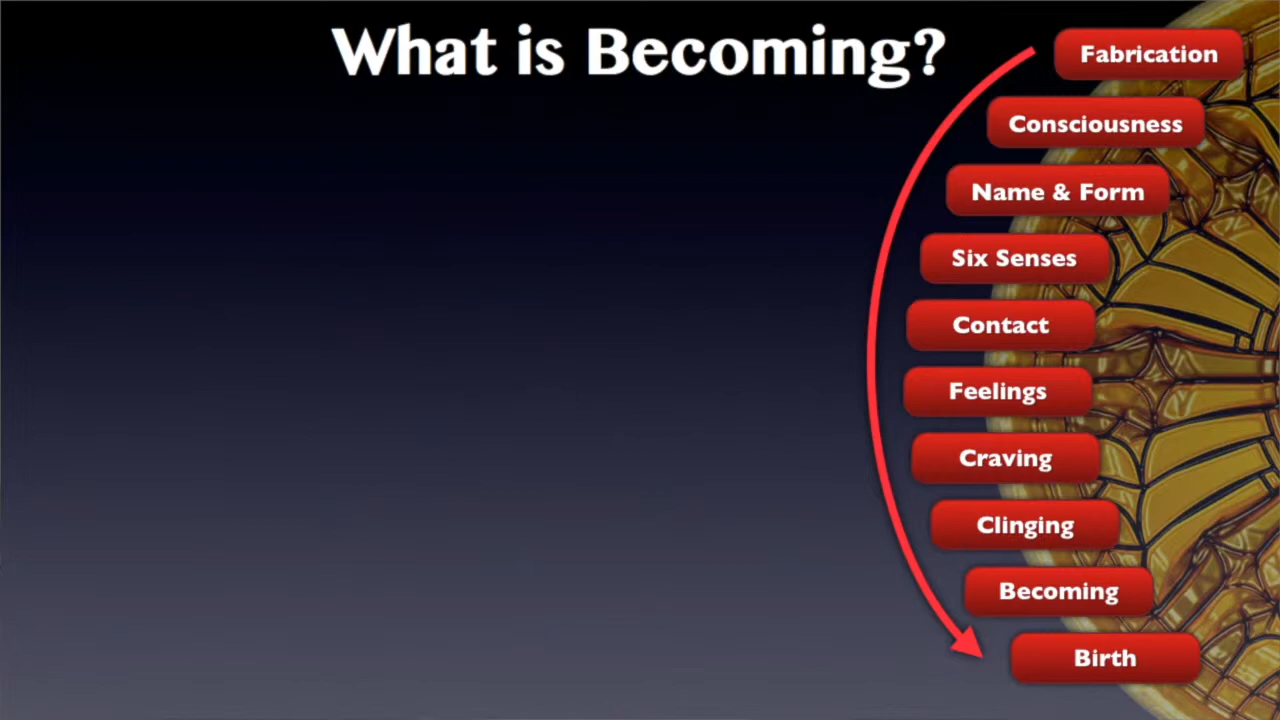 What is Becoming?
Fabrication
Consciousness
Name & Form
Six Senses
Contact
Feelings
Craving
Clinging
Becoming
Birth